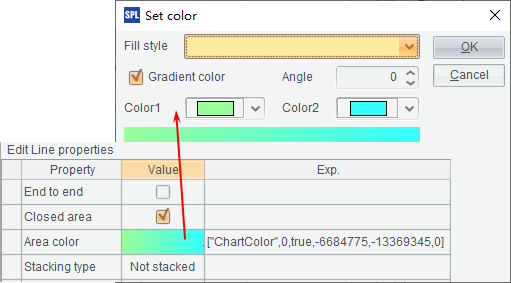 SPL Set color
Fill style
OK
Gradient color Angle 0
Cancel
Color1 Color2
Edit Line properties
Property Value Exp.
End to end
Closed area
Area color ["ChartColor",0,true,-6684775,-13369345,0]
Stacking type Not stacked